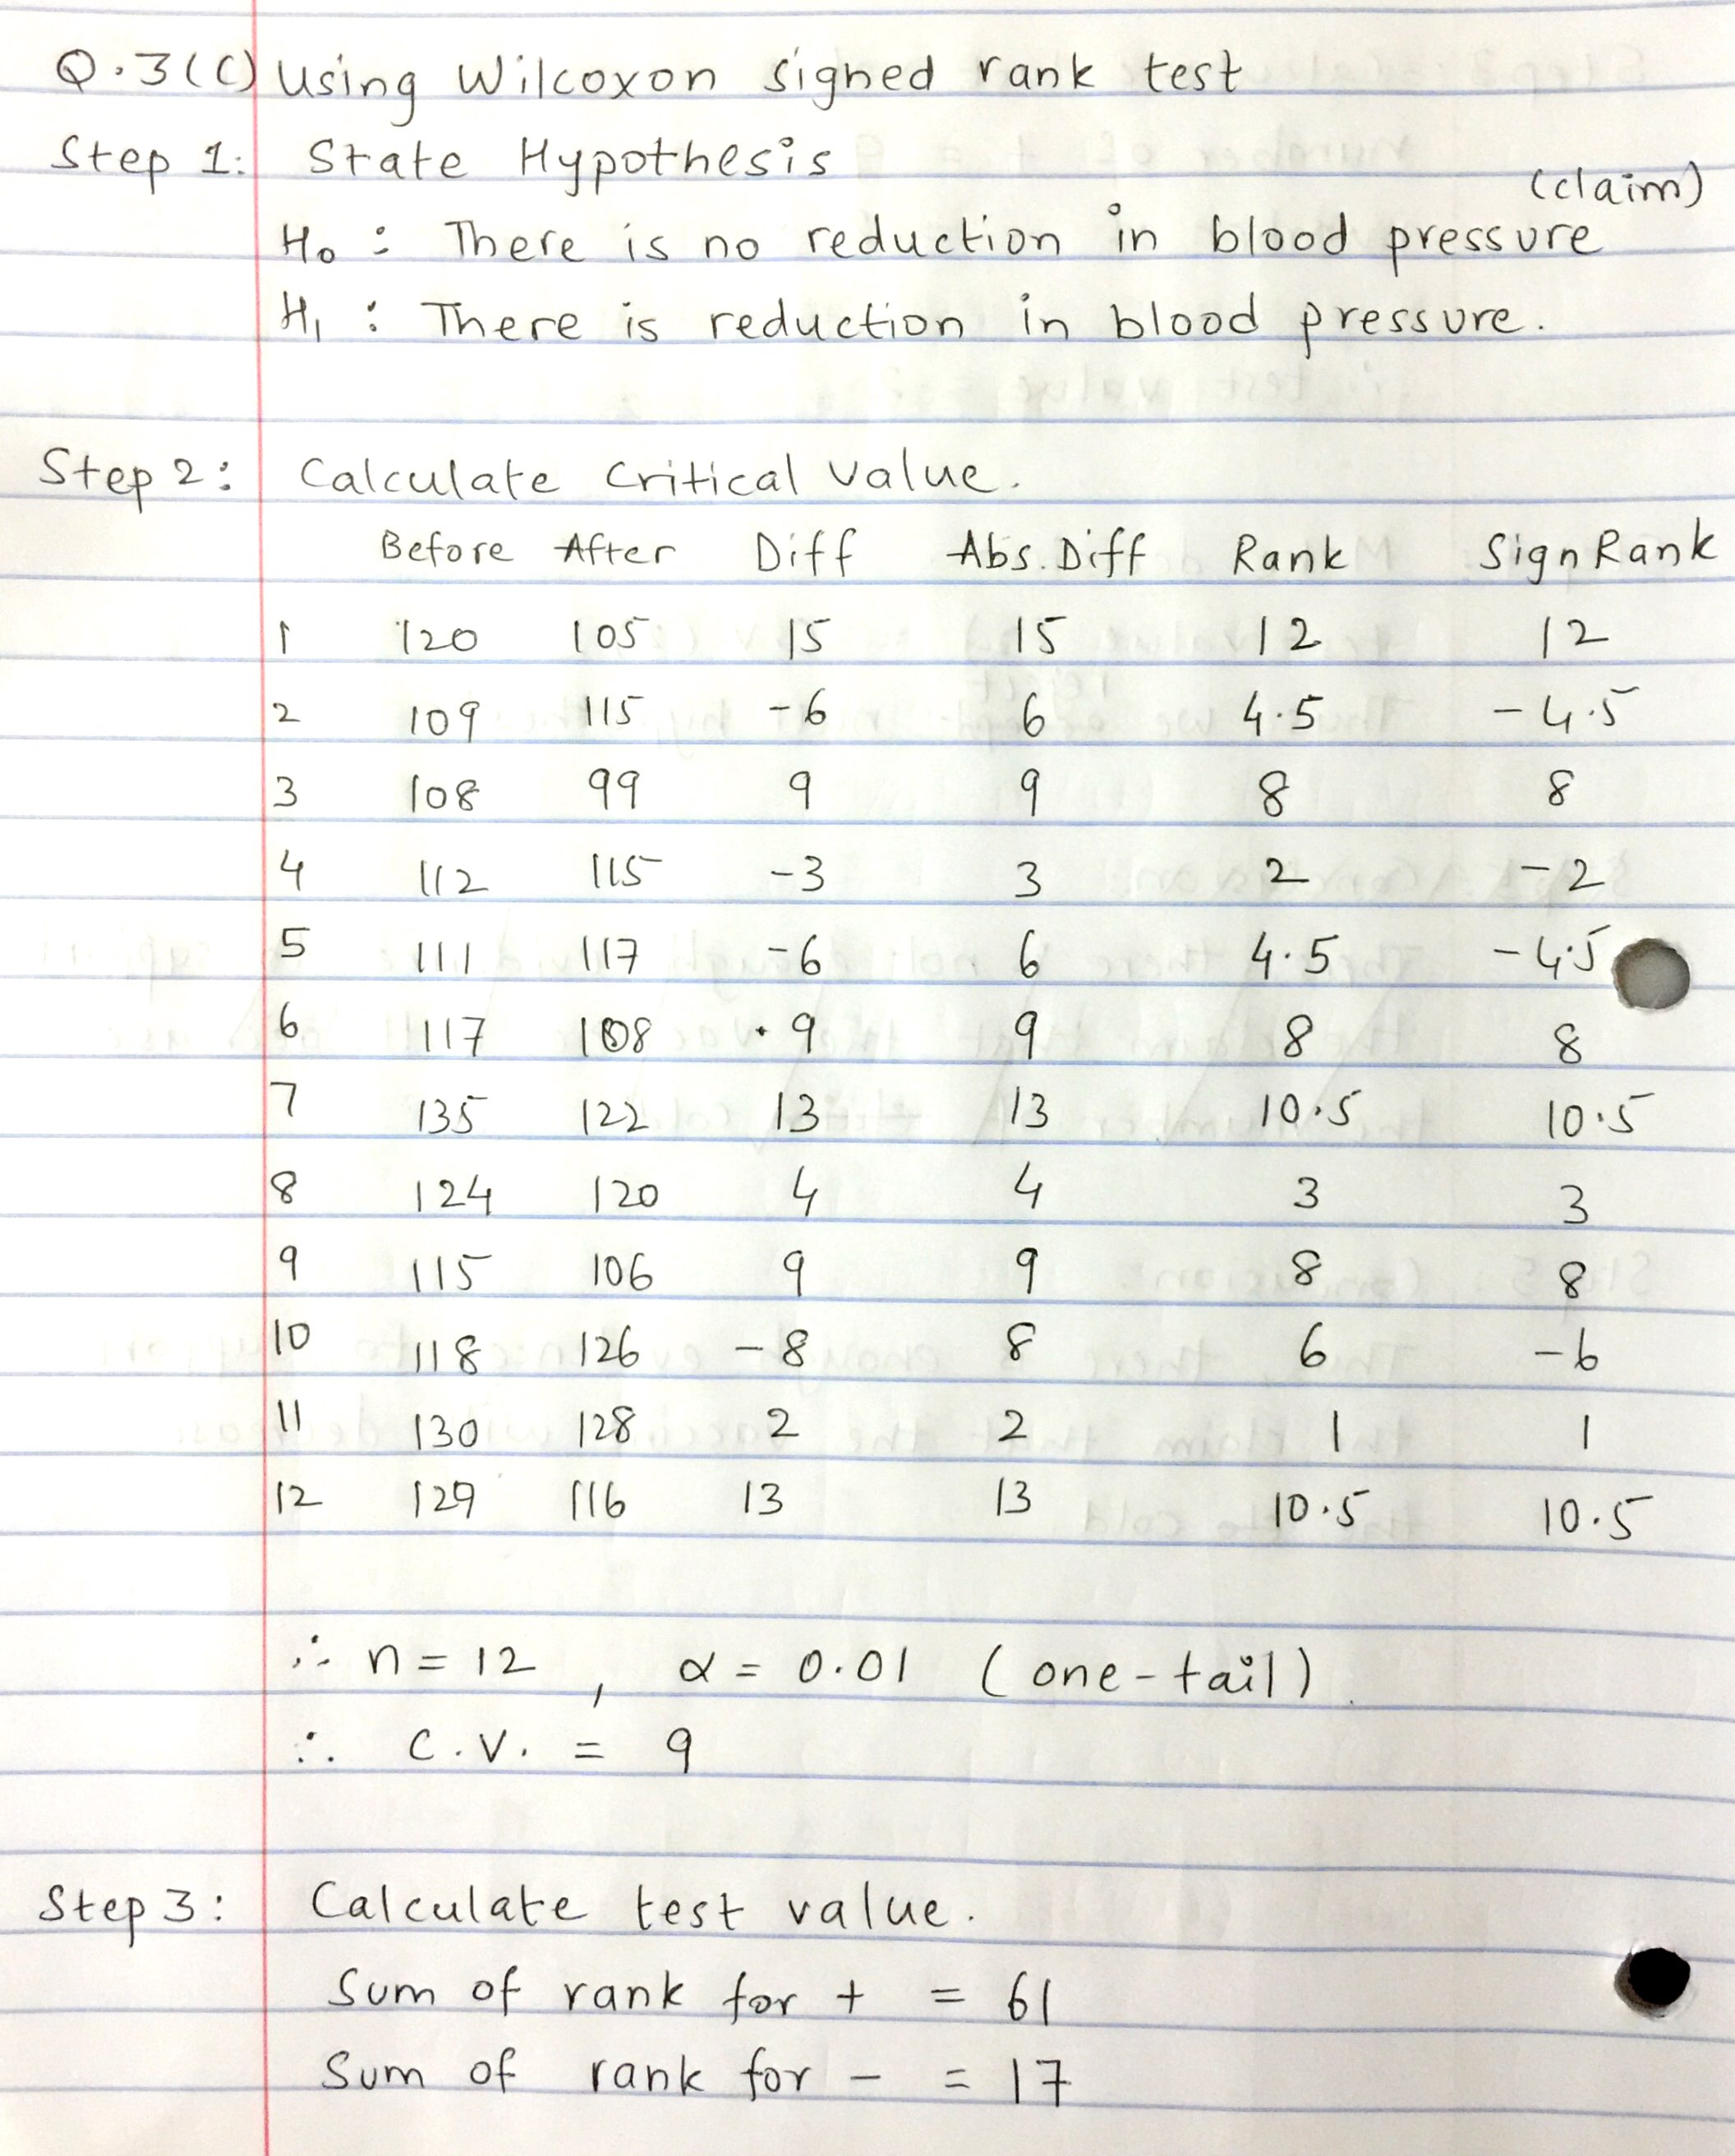 Q.3(C) Using Wilcoxon signed rank test
Step 1: State Hypothesis
(claim)
H₀ : There is no reduction in blood pressure
H₁ : There is reduction in blood pressure.
Step 2: Calculate critical value.
Before After Diff Abs. Diff Rank Sign Rank
1 120 105 15 15 12 12
2 109 115 -6 6 4.5 -4.5
3 108 99 9 9 8 8
4 112 115 -3 3 2 -2
5 111 117 -6 6 4.5 -4.5
6 117 108 9 9 8 8
7 135 122 13 13 10.5 10.5
8 124 120 4 4 3 3
9 115 106 9 9 8 8
10 118 126 -8 8 6 -6
11 130 128 2 2 1 1
12 129 116 13 13 10.5 10.5
∴ n = 12 , α = 0.01 (one-tail).
∴ C.V. = 9
Step 3: Calculate test value.
Sum of rank for + = 61
Sum of rank for - = 17